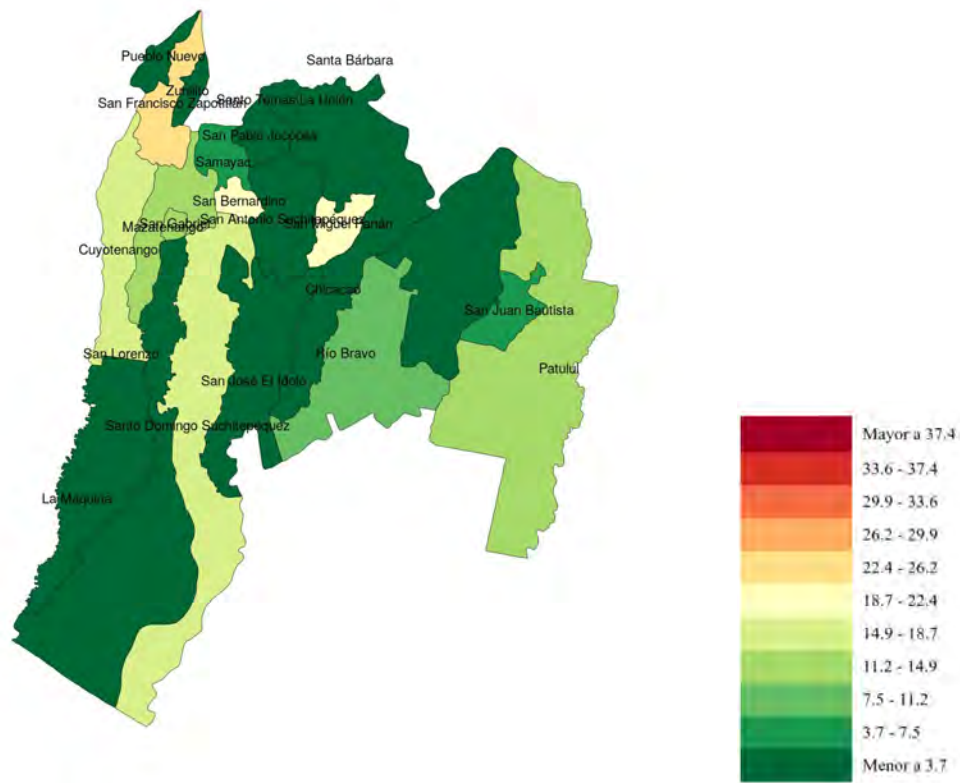 Santa Bárbara
Pueblo Nuevo
Zunilito
San Francisco Zapotitlán
Santo Tomas La Unión
San Pablo Jocopilas
Samayac
San Bernardino
San Antonio Suchitepéquez
San Gabriel
San Miguel Panán
Mazatenango
Cuyotenango
Chicacao
San Juan Bautista
San Lorenzo
Río Bravo
Patulul
San José El Idolo
Santo Domingo Suchitepéquez
La Máquina
Mayor a 37.4
33.6 - 37.4
29.9 - 33.6
26.2 - 29.9
22.4 - 26.2
18.7 - 22.4
14.9 - 18.7
11.2 - 14.9
7.5 - 11.2
3.7 - 7.5
Menor a 3.7